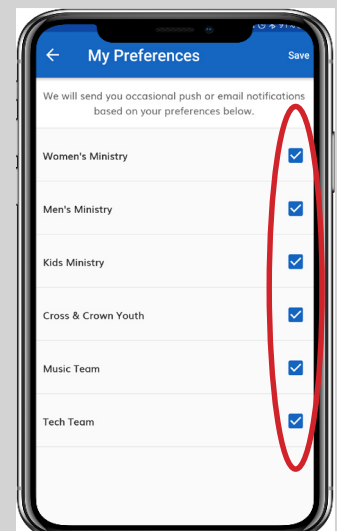 My Preferences
Save
We will send you occasional push or email notifications
based on your preferences below.
Women's Ministry
Men's Ministry
Kids Ministry
Cross & Crown Youth
Music Team
Tech Team